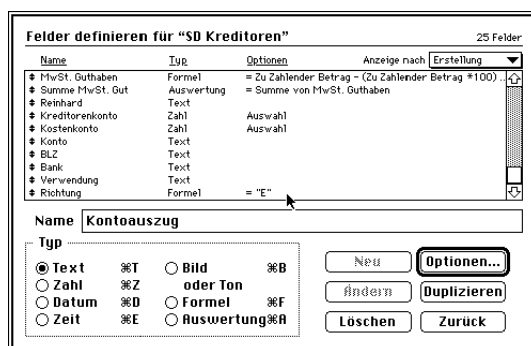 Felder definieren für “SD Kreditoren” 25 Felder
Name Typ Optionen Anzeige nach Erstellung
MwSt. Guthaben Formel = Zu Zahlender Betrag - (Zu Zahlender Betrag *100) ..
Summe MwSt. Gut Auswertung = Summe von MwSt. Guthaben
Reinhard Text
Kreditorenkonto Zahl Auswahl
Kostenkonto Zahl Auswahl
Konto Text
BLZ Text
Bank Text
Verwendung Text
Richtung Formel = "E"
Name Kontoauszug
Typ
Text ⌘T Bild ⌘B
Zahl ⌘Z oder Ton
Datum ⌘D Formel ⌘F
Zeit ⌘E Auswertung ⌘A
Neu Optionen...
Ändern Duplizieren
Löschen Zurück